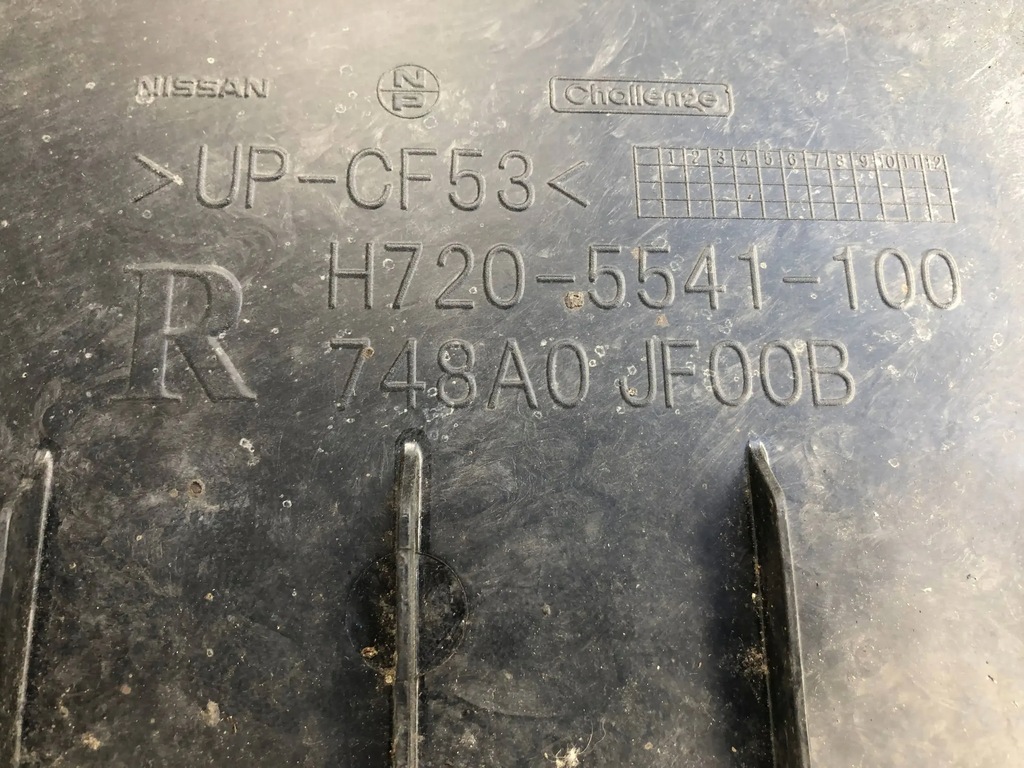 NISSAN NP Challenge
>UP-CF53< 1 2 3 4 5 6 7 8 9 10 11 12
R H720-5541-100
748A0 JF00B